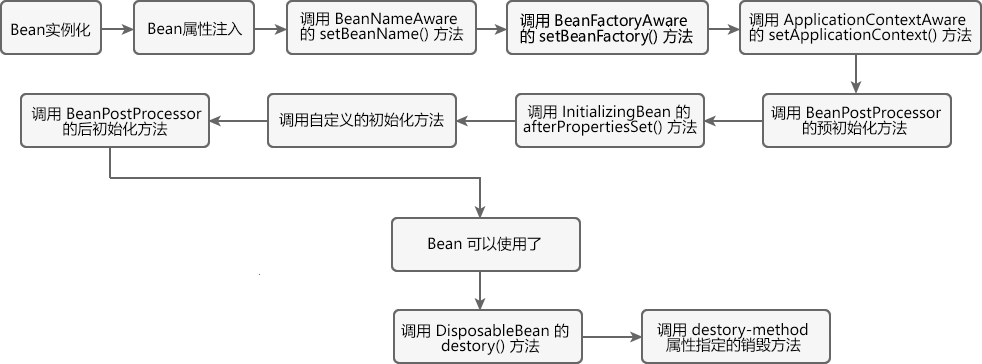 Bean实例化
Bean属性注入
调用 BeanNameAware
的 setBeanName() 方法
调用 BeanFactoryAware
的 setBeanFactory() 方法
调用 ApplicationContextAware
的 setApplicationContext() 方法
调用 BeanPostProcessor
的预初始化方法
调用 InitializingBean 的
afterPropertiesSet() 方法
调用自定义的初始化方法
调用 BeanPostProcessor
的后初始化方法
Bean 可以使用了
调用 DisposableBean 的
destory() 方法
调用 destory-method
属性指定的销毁方法